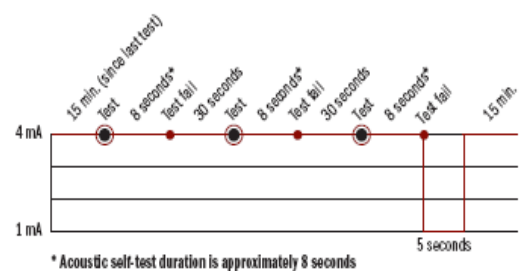 15 min. (since last test)
Test
8 seconds*
Test fail
30 seconds
Test
8 seconds*
Test fail
30 seconds
Test
8 seconds*
Test fail
15 min.
4 mA
1 mA
5 seconds
* Acoustic self-test duration is approximately 8 seconds